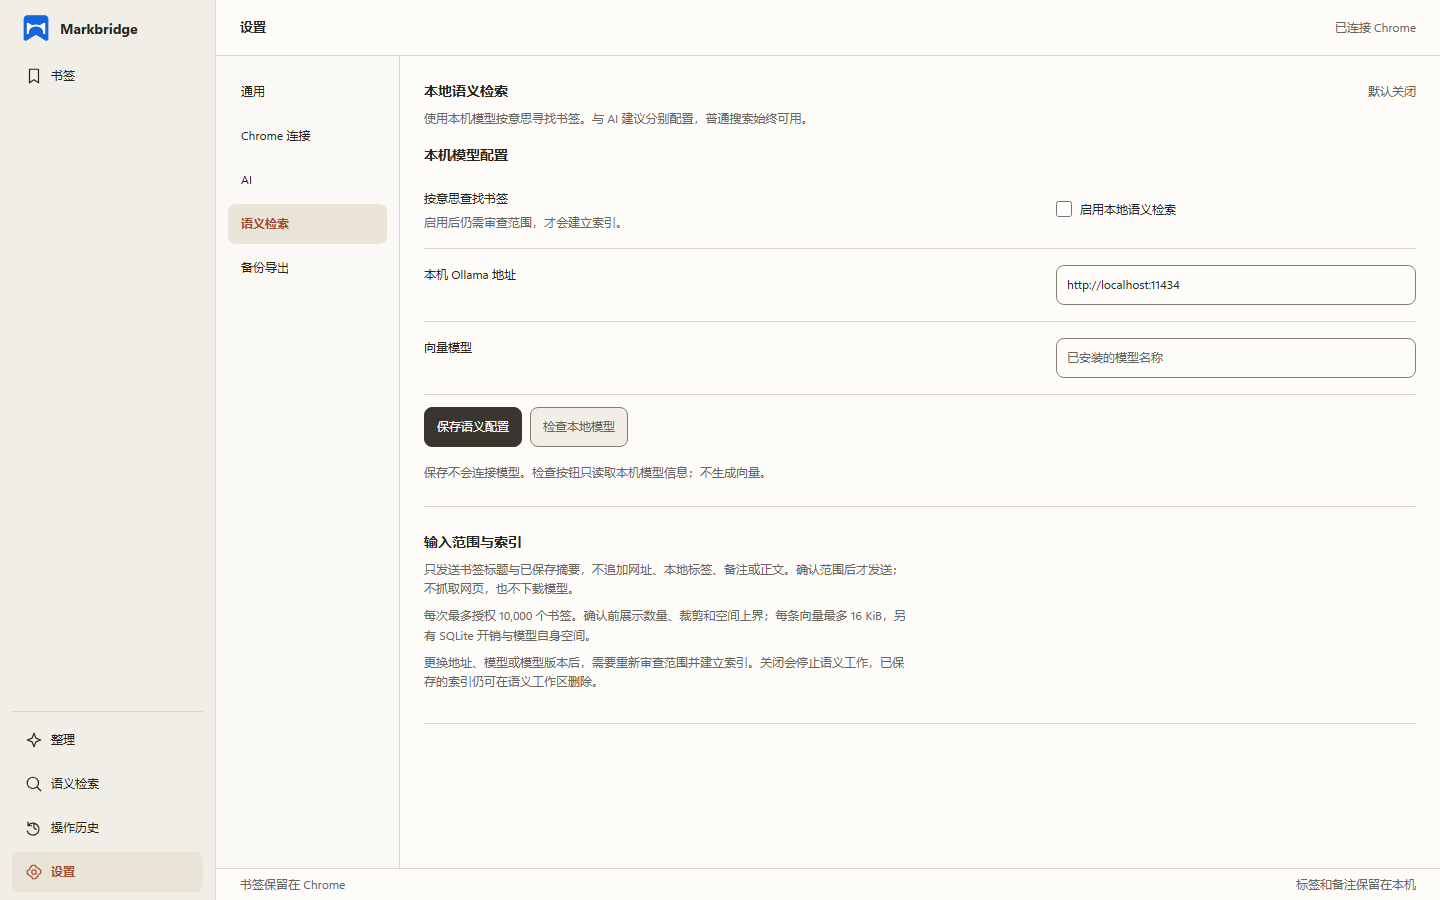 Markbridge
书签
整理
语义检索
操作历史
设置
设置
已连接 Chrome
通用
Chrome 连接
AI
语义检索
备份导出
本地语义检索
默认关闭
使用本机模型按意思寻找书签。与 AI 建议分别配置，普通搜索始终可用。
本机模型配置
按意思查找书签
启用后仍需审查范围，才会建立索引。
启用本地语义检索
本机 Ollama 地址
http://localhost:11434
向量模型
已安装的模型名称
保存语义配置
检查本地模型
保存不会连接模型。检查按钮只读取本机模型信息；不生成向量。
输入范围与索引
只发送书签标题与已保存摘要，不追加网址、本地标签、备注或正文。确认范围后才发送；
不抓取网页，也不下载模型。
每次最多授权 10,000 个书签。确认前展示数量、裁剪和空间上界；每条向量最多 16 KiB，另
有 SQLite 开销与模型自身空间。
更换地址、模型或模型版本后，需要重新审查范围并建立索引。关闭会停止语义工作，已保
存的索引仍可在语义工作区删除。
书签保留在 Chrome
标签和备注保留在本机